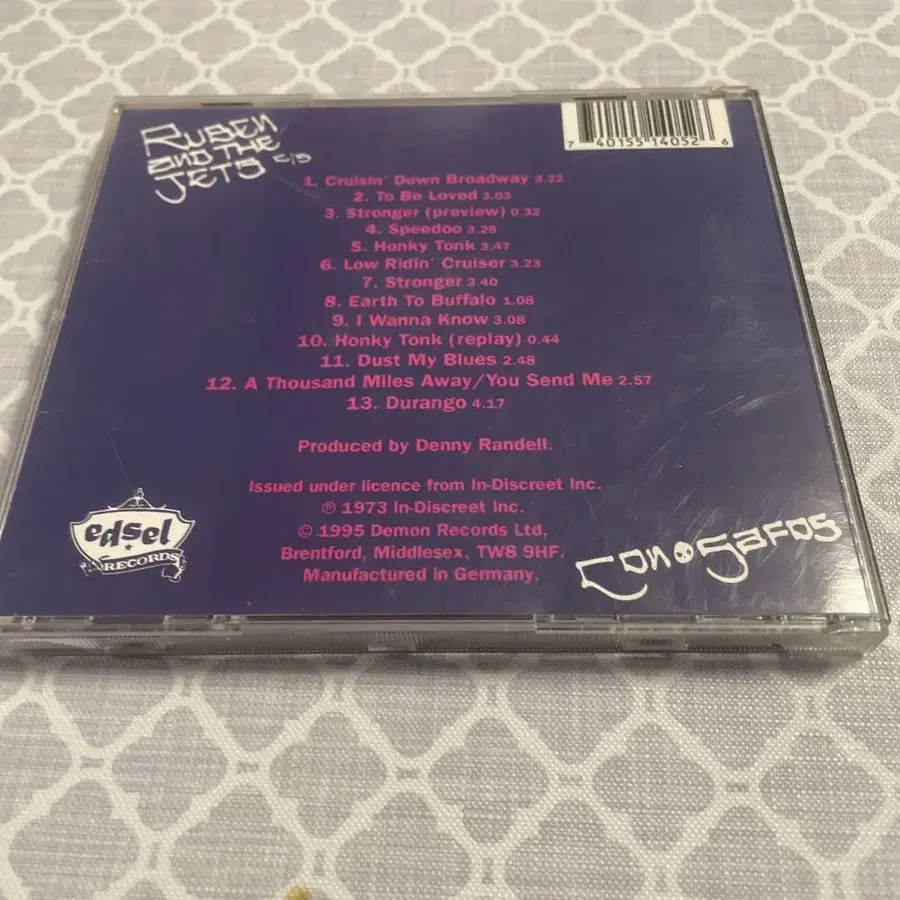 RUBEN
AND THE
JETS c/s
7 40155 14052 6
1. Cruisin' Down Broadway 3.22
2. To Be Loved 3.03
3. Stronger (preview) 0.32
4. Speedoo 3.28
5. Honky Tonk 3.47
6. Low Ridin' Cruiser 3.23
7. Stronger 3.40
8. Earth To Buffalo 1.08
9. I Wanna Know 3.08
10. Honky Tonk (replay) 0.44
11. Dust My Blues 2.48
12. A Thousand Miles Away/You Send Me 2.57
13. Durango 4.17
Produced by Denny Randell.
Issued under licence from In-Discreet Inc.
℗ 1973 In-Discreet Inc.
© 1995 Demon Records Ltd,
Brentford, Middlesex, TW8 9HF.
Manufactured in Germany.
edsel
RECORDS
Con Safos